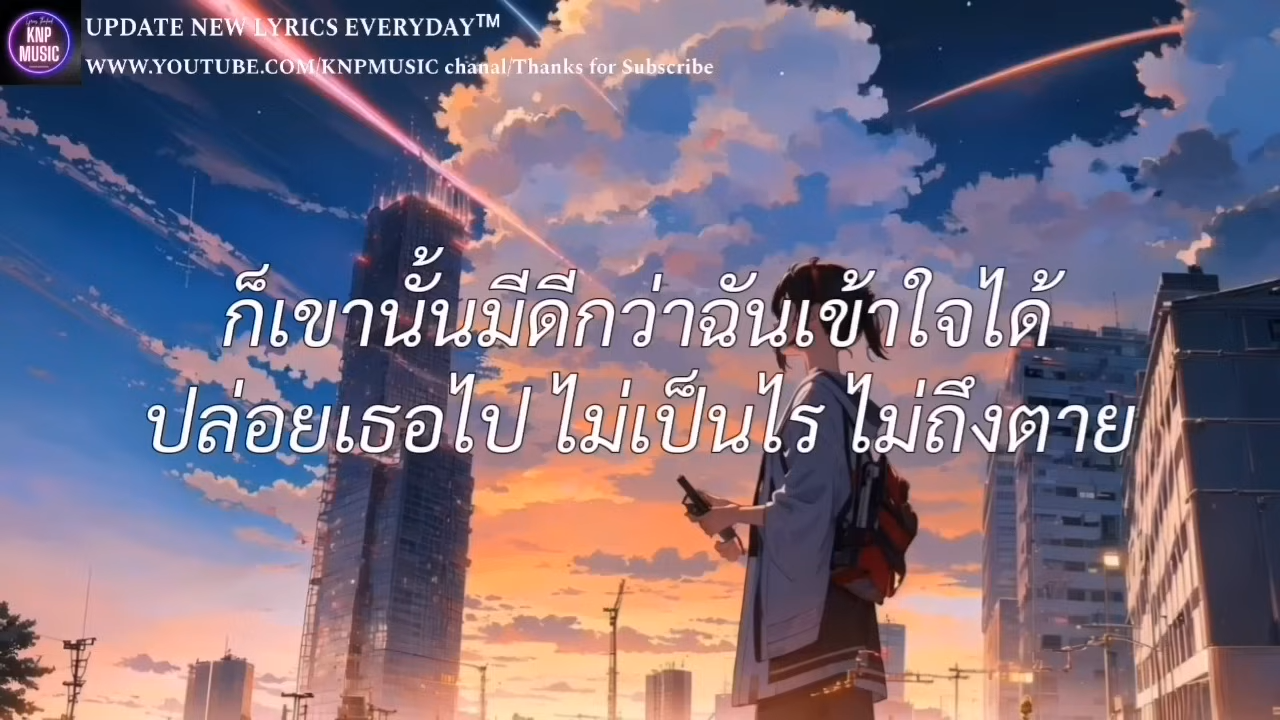 KNP
MUSIC
UPDATE NEW LYRICS EVERYDAY™
WWW.YOUTUBE.COM/KNPMUSIC chanal/Thanks for Subscribe
ก็เขานั้นมีดีกว่าฉันเข้าใจได้
ปล่อยเธอไป ไม่เป็นไร ไม่ถึงตาย